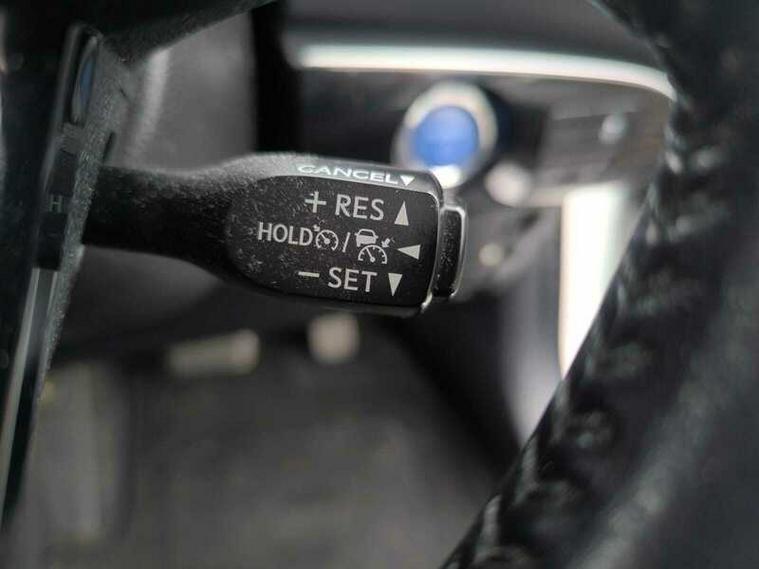 CANCEL▼
+ RES ▲
HOLD / ◀
− SET ▼